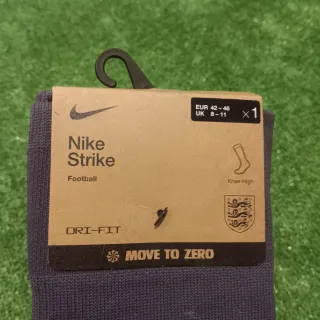 EUR 42 - 46
UK 8 - 11
× 1
Nike
Strike
Football
Knee-High
DRI-FIT
MOVE TO ZERO